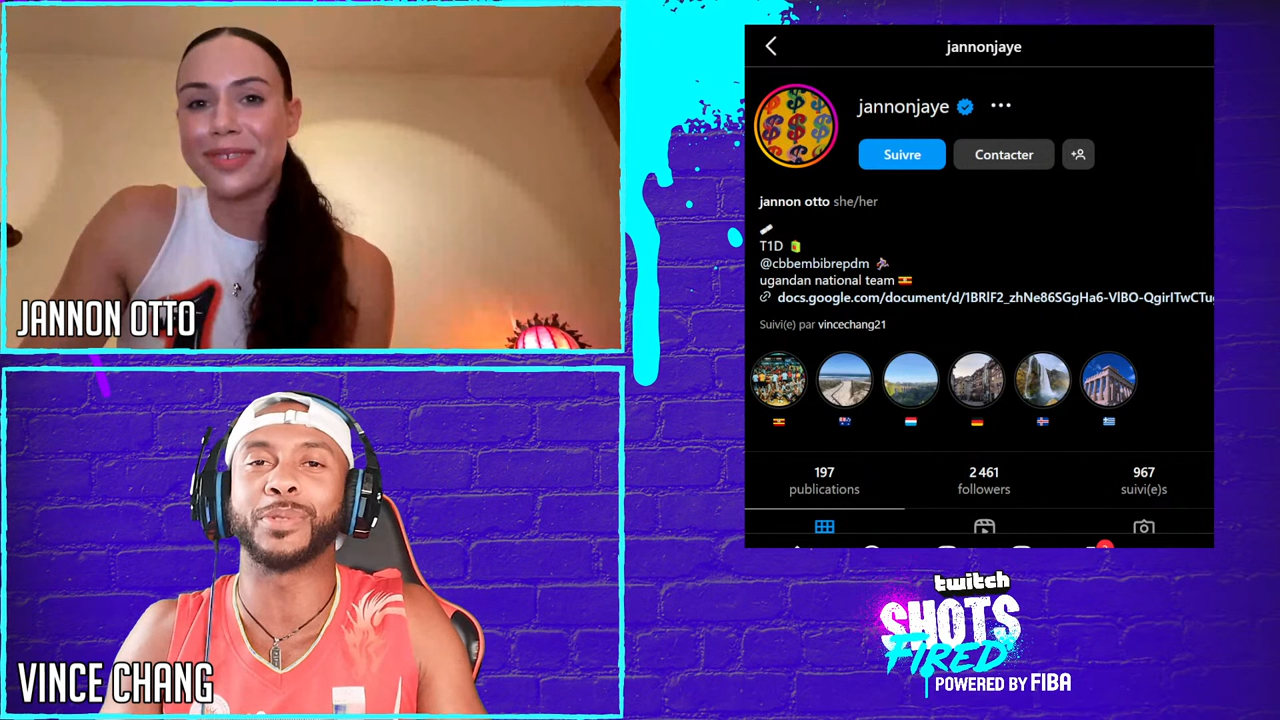 JANNON OTTO
VINCE CHANG
jannonjaye
jannonjaye
Suivre
Contacter
jannon otto she/her
T1D
@cbbembibrepdm
ugandan national team
docs.google.com/document/d/1BRlF2_zhNe86SGgHa6-VlBO-QgirITwCTu
Suivi(e) par vincechang21
197
publications
2 461
followers
967
suivi(e)s
twitch
SHOTS
FIRED
POWERED BY FIBA